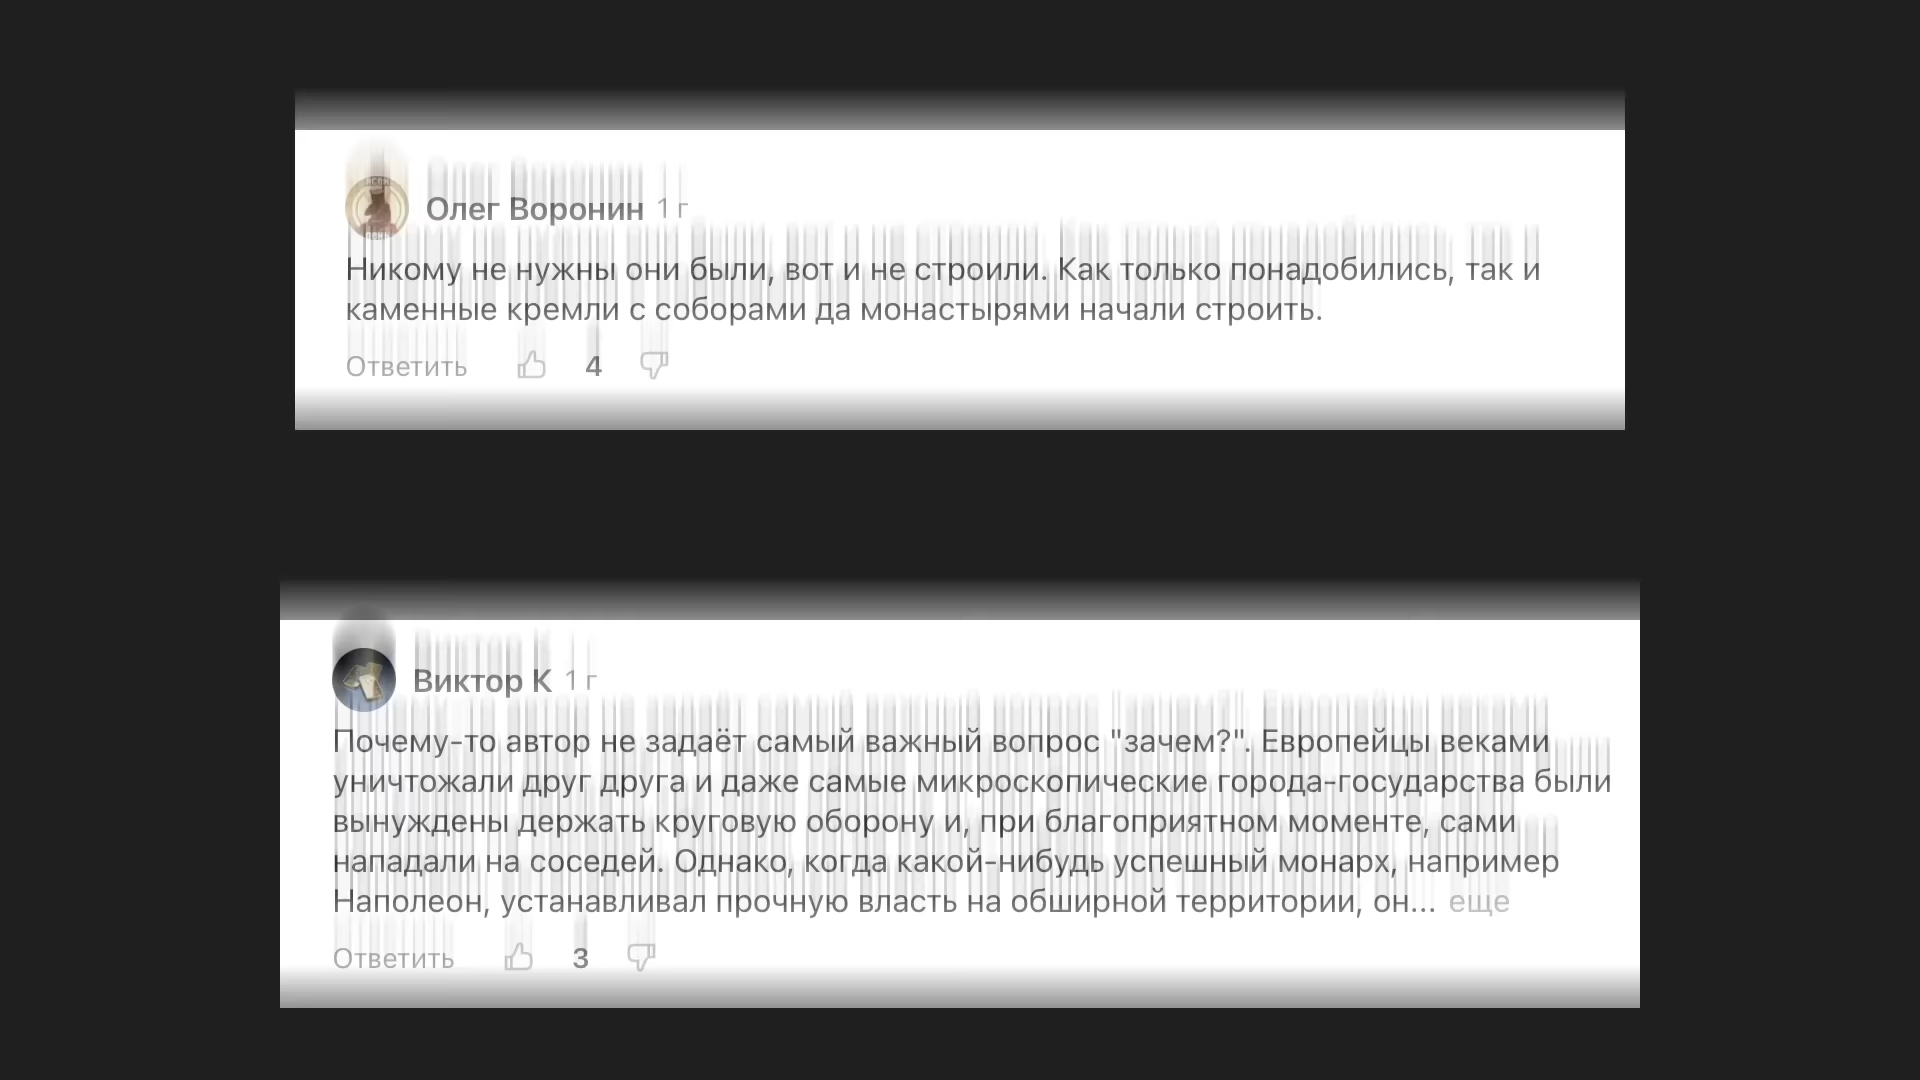 Олег Воронин 1 г
Никому не нужны они были, вот и не строили. Как только понадобились, так и
каменные кремли с соборами да монастырями начали строить.
Ответить 4
Виктор К 1 г
Почему-то автор не задаёт самый важный вопрос "зачем?". Европейцы веками
уничтожали друг друга и даже самые микроскопические города-государства были
вынуждены держать круговую оборону и, при благоприятном моменте, сами
нападали на соседей. Однако, когда какой-нибудь успешный монарх, например
Наполеон, устанавливал прочную власть на обширной территории, он... еще
Ответить 3